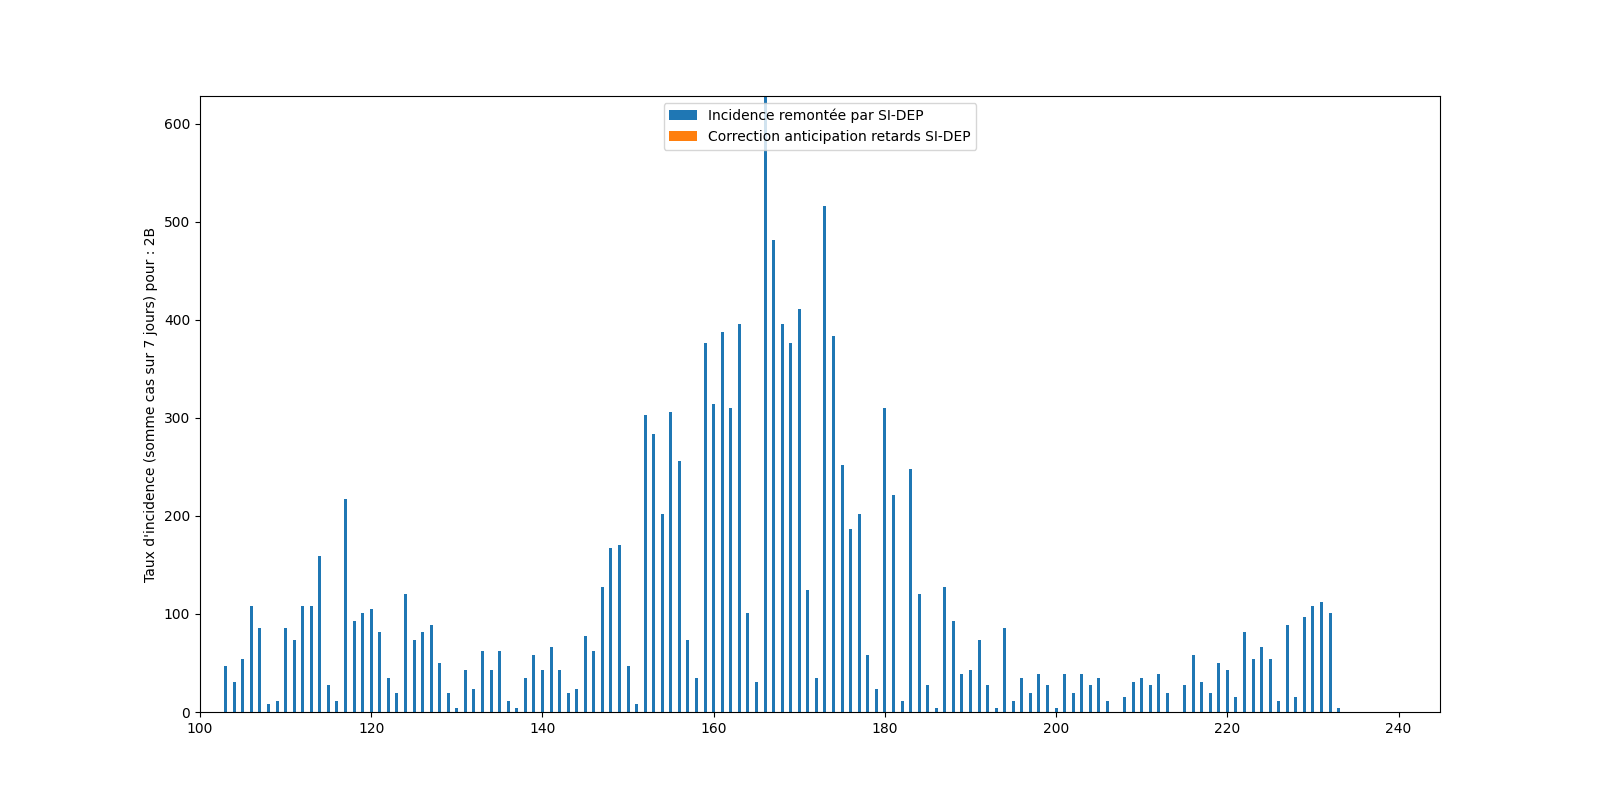 Incidence remontée par SI-DEP
Correction anticipation retards SI-DEP
Taux d'incidence (somme cas sur 7 jours) pour : 2B
600
500
400
300
200
100
0
100 120 140 160 180 200 220 240